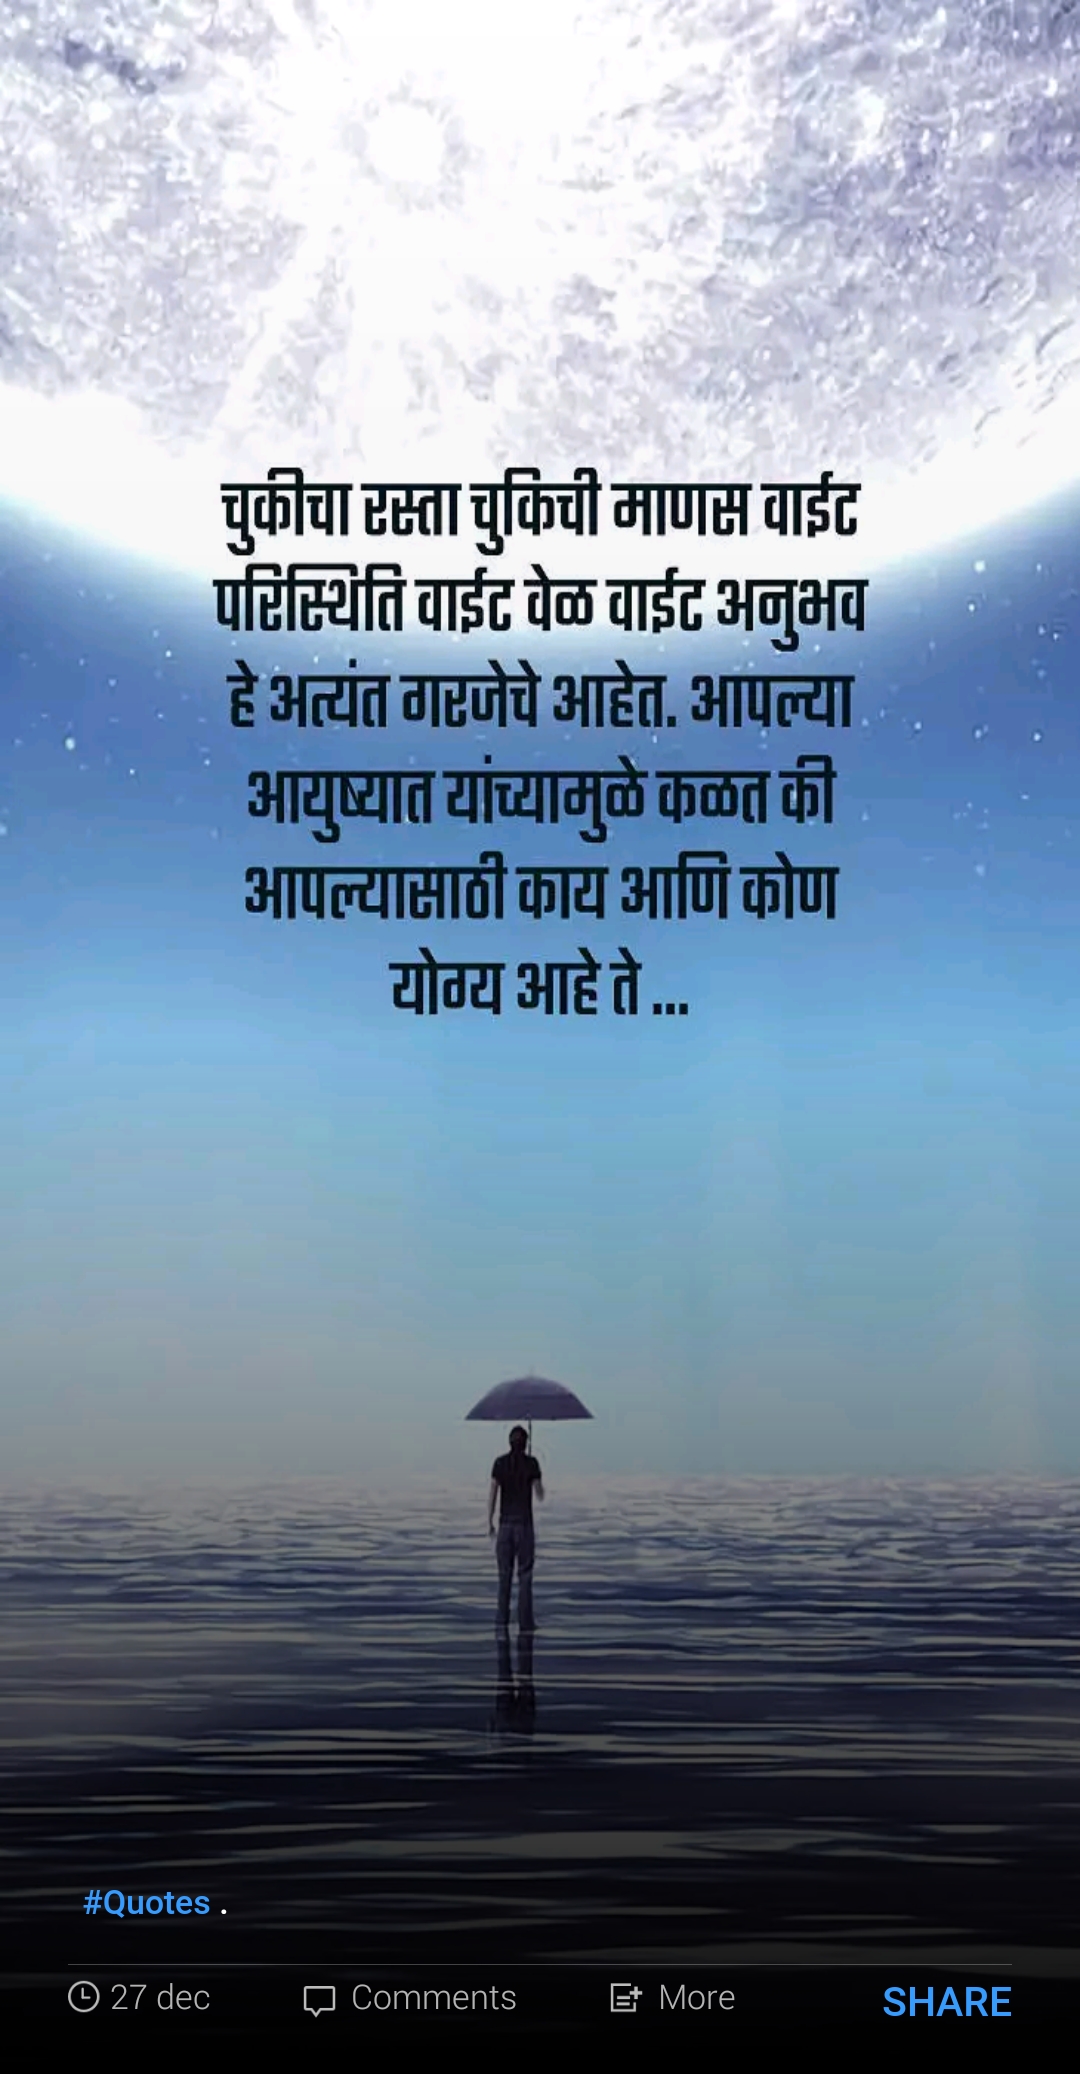 चुकीचा रस्ता चुकिची माणस वाईट
परिस्थिति वाईट वेळ वाईट अनुभव
हे अत्यंत गरजेचे आहेत. आपल्या
आयुष्यात यांच्यामुळे कळत की
आपल्यासाठी काय आणि कोण
योग्य आहे ते ...
#Quotes .
27 dec Comments More SHARE